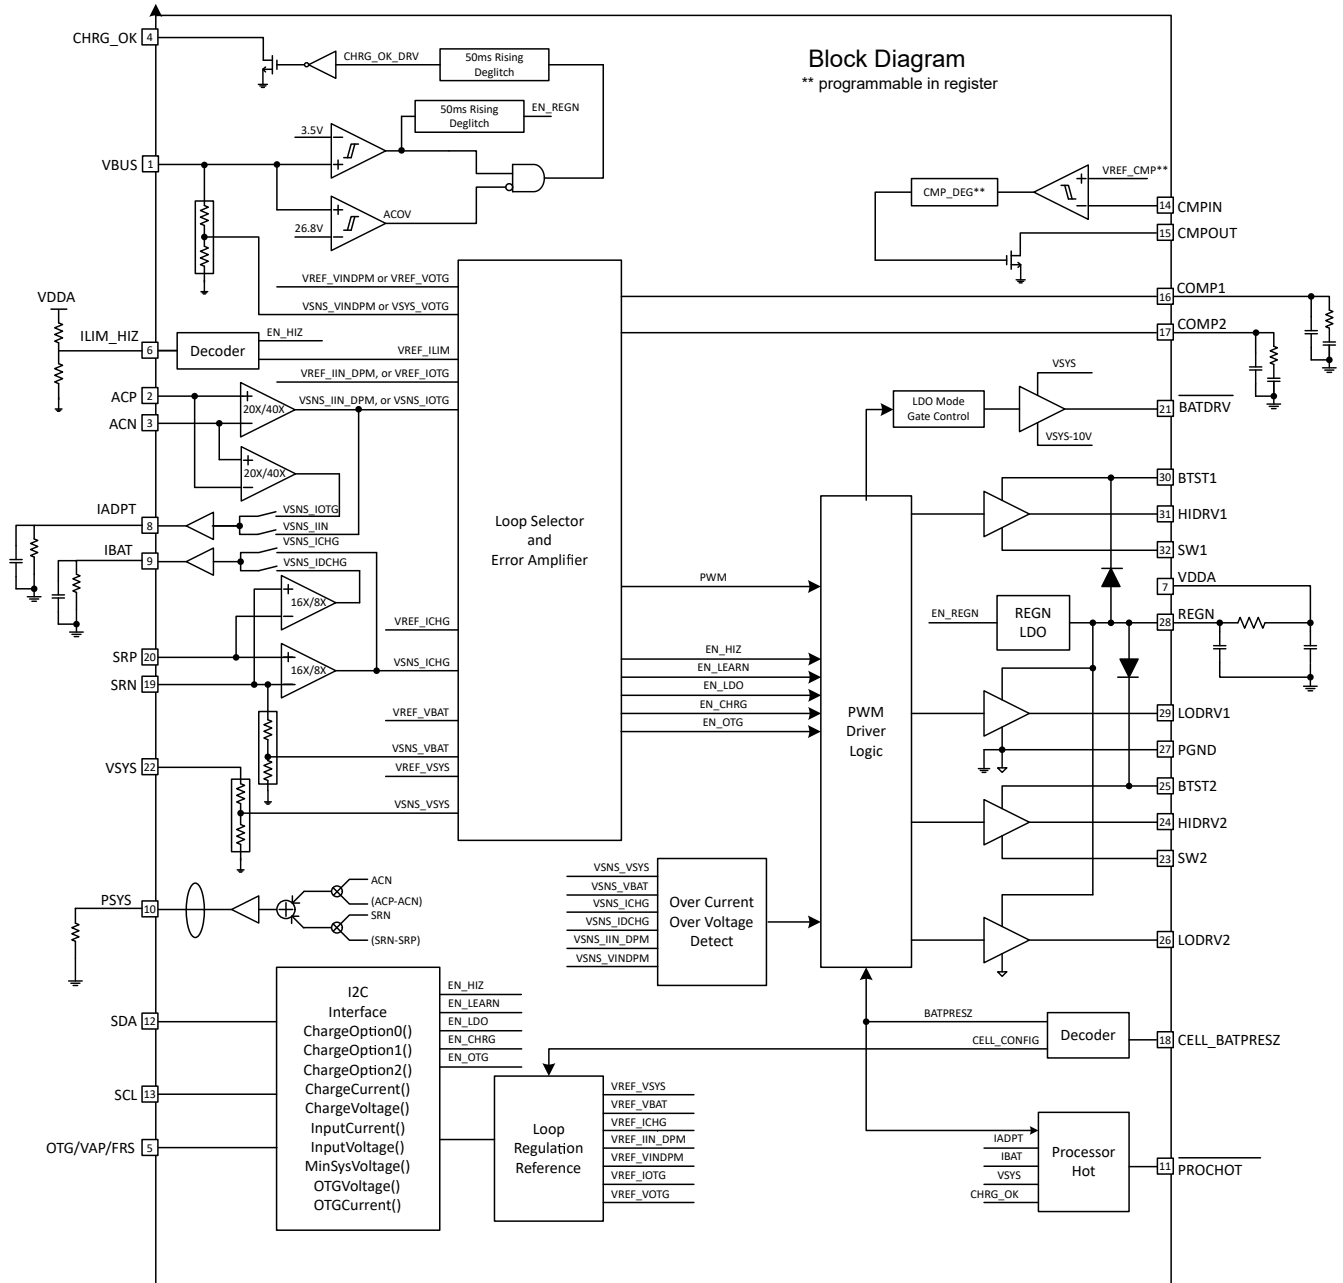 Block Diagram
** programmable in register
CHRG_OK
4
CHRG_OK_DRV
50ms Rising
Deglitch
50ms Rising
Deglitch
EN_REGN
3.5V
VBUS
1
ACOV
26.8V
VREF_CMP**
CMP_DEG**
14
CMPIN
15
CMPOUT
VREF_VINDPM or VREF_VOTG
VSNS_VINDPM or VSYS_VOTG
16
COMP1
17
COMP2
VDDA
ILIM_HIZ
6
Decoder
EN_HIZ
VREF_ILIM
VREF_IIN_DPM, or VREF_IOTG
VSNS_IIN_DPM, or VSNS_IOTG
ACP
2
ACN
3
20X/40X
20X/40X
VSYS
LDO Mode
Gate Control
VSYS-10V
21
BATDRV
IADPT
8
VSNS_IOTG
VSNS_IIN
IBAT
9
VSNS_ICHG
VSNS_IDCHG
16X/8X
16X/8X
Loop Selector
and
Error Amplifier
30
BTST1
31
HIDRV1
32
SW1
7
VDDA
28
REGN
EN_REGN
REGN
LDO
PWM
VREF_ICHG
SRP
20
VSNS_ICHG
SRN
19
EN_HIZ
EN_LEARN
EN_LDO
EN_CHRG
EN_OTG
PWM
Driver
Logic
VREF_VBAT
VSNS_VBAT
VREF_VSYS
VSYS
22
VSNS_VSYS
29
LODRV1
27
PGND
25
BTST2
24
HIDRV2
23
SW2
26
LODRV2
PSYS
10
ACN
(ACP-ACN)
SRN
(SRN-SRP)
VSNS_VSYS
VSNS_VBAT
VSNS_ICHG
VSNS_IDCHG
VSNS_IIN_DPM
VSNS_VINDPM
Over Current
Over Voltage
Detect
SDA
12
SCL
13
OTG/VAP/FRS
5
I2C
Interface
ChargeOption0()
ChargeOption1()
ChargeOption2()
ChargeCurrent()
ChargeVoltage()
InputCurrent()
InputVoltage()
MinSysVoltage()
OTGVoltage()
OTGCurrent()
EN_HIZ
EN_LEARN
EN_LDO
EN_CHRG
EN_OTG
BATPRESZ
CELL_CONFIG
Decoder
18
CELL_BATPRESZ
Loop
Regulation
Reference
VREF_VSYS
VREF_VBAT
VREF_ICHG
VREF_IIN_DPM
VREF_VINDPM
VREF_IOTG
VREF_VOTG
IADPT
IBAT
VSYS
CHRG_OK
Processor
Hot
11
PROCHOT